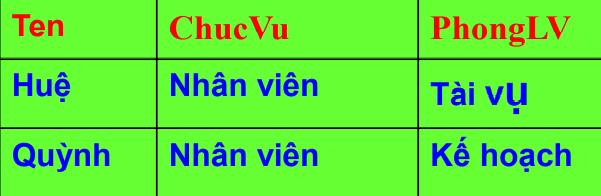 Ten ChucVu PhongLV
Huệ Nhân viên Tài vụ
Quỳnh Nhân viên Kế hoạch